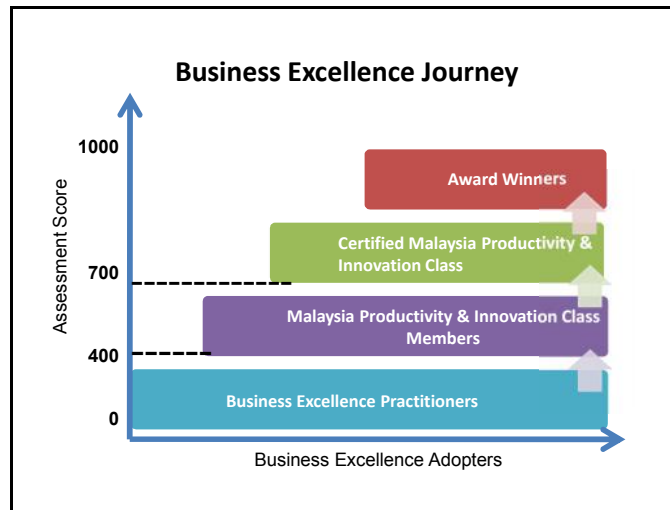 Business Excellence Journey
1000
Award Winners
Certified Malaysia Productivity &
Innovation Class
700
Malaysia Productivity & Innovation Class
Members
400
Business Excellence Practitioners
0
Assessment Score
Business Excellence Adopters